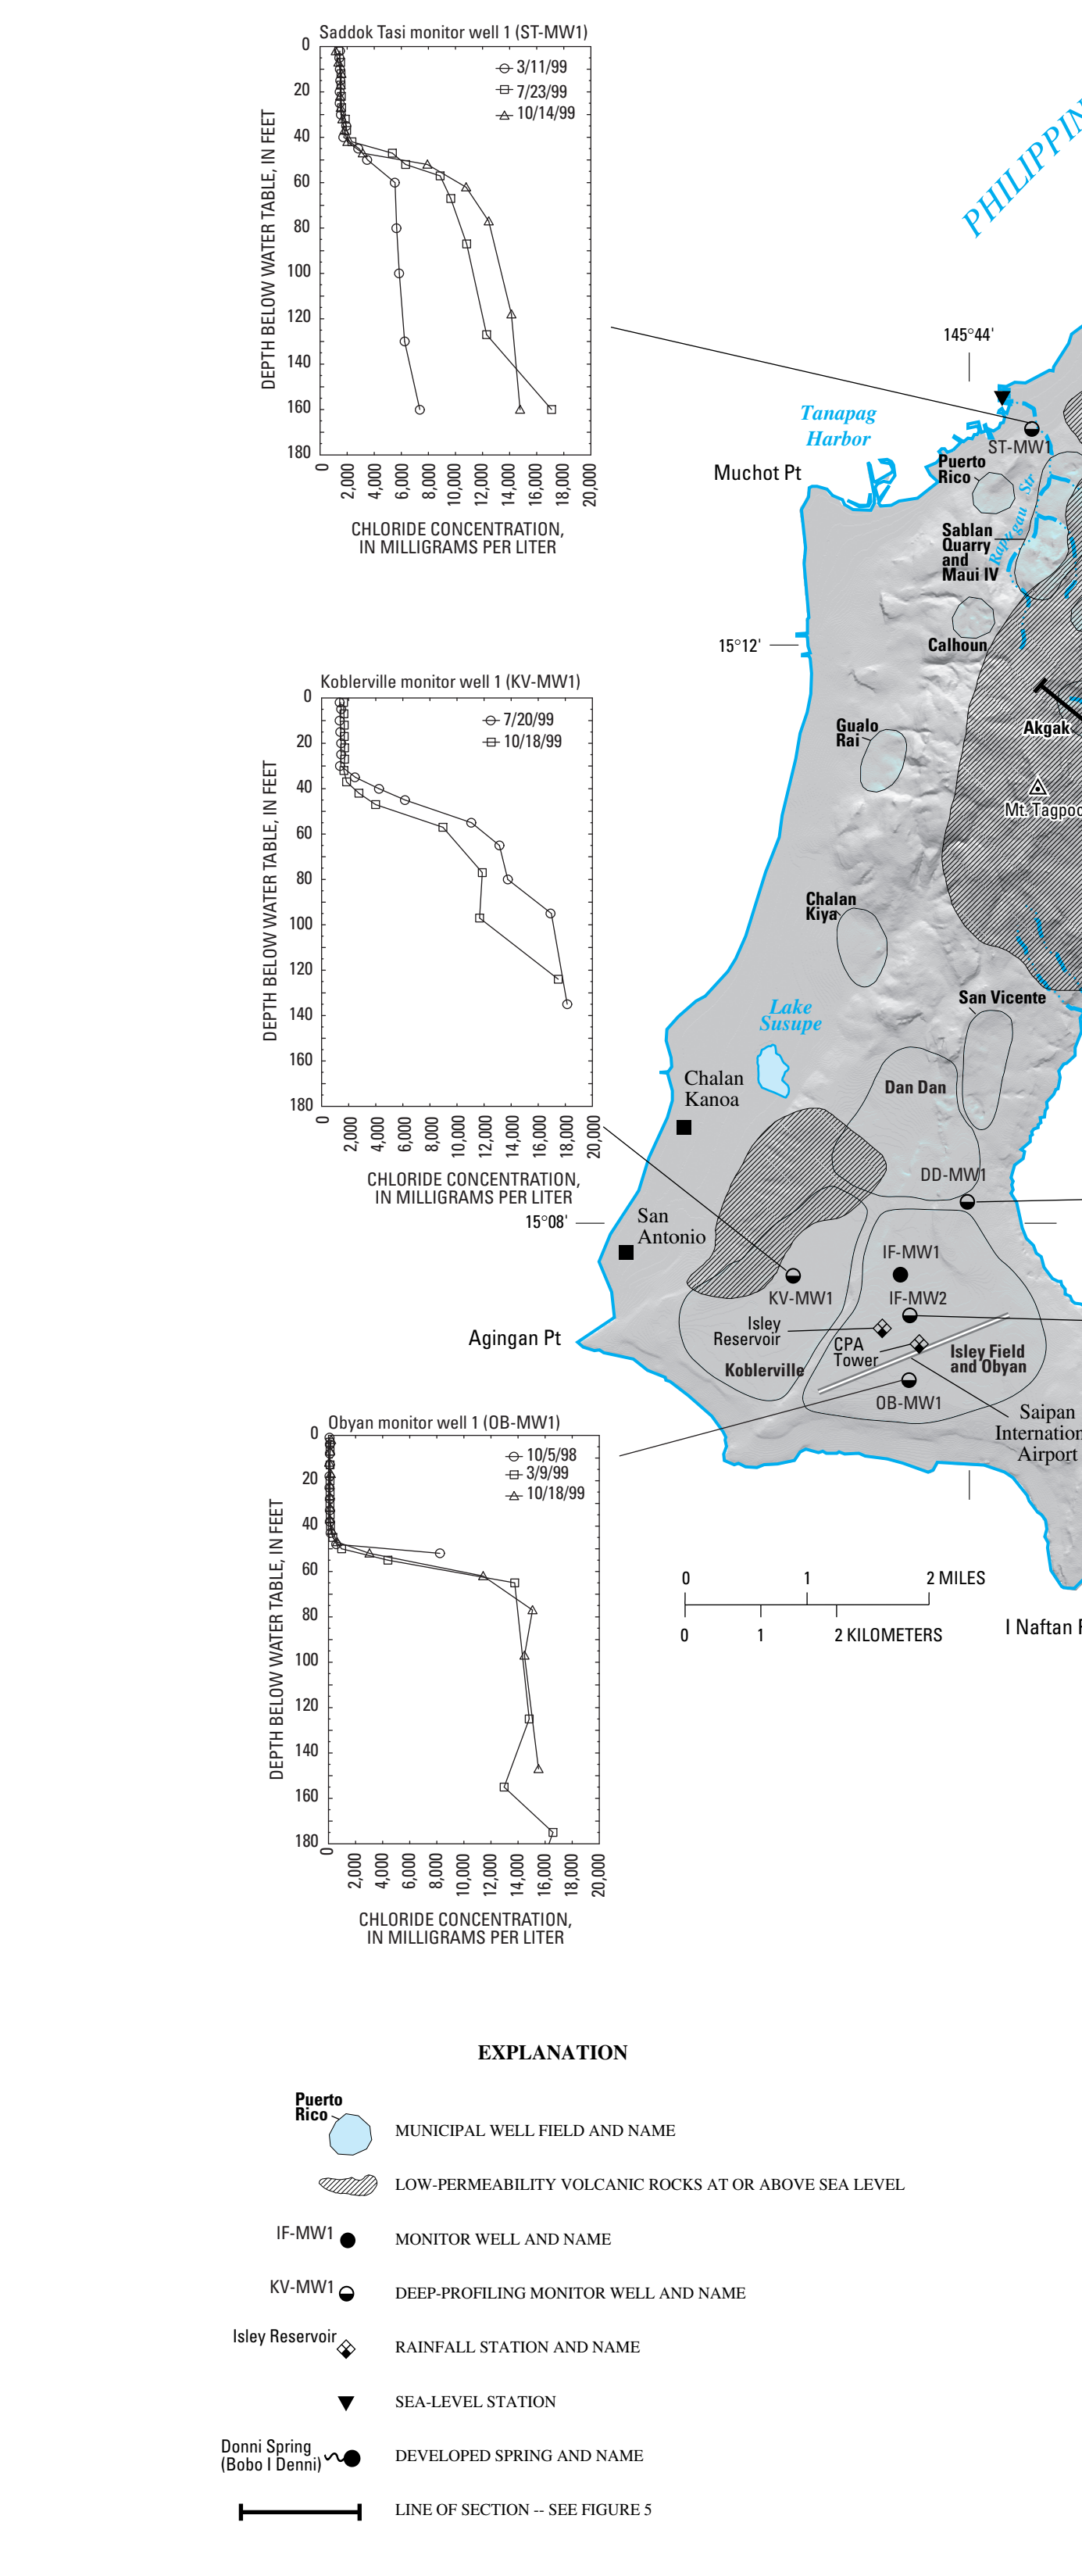 Saddok Tasi monitor well 1 (ST-MW1)
0
20
40
60
80
100
120
140
160
180
DEPTH BELOW WATER TABLE, IN FEET
3/11/99
7/23/99
10/14/99
0
2,000
4,000
6,000
8,000
10,000
12,000
14,000
16,000
18,000
20,000
CHLORIDE CONCENTRATION,
IN MILLIGRAMS PER LITER
Koblerville monitor well 1 (KV-MW1)
0
20
40
60
80
100
120
140
160
180
DEPTH BELOW WATER TABLE, IN FEET
7/20/99
10/18/99
0
2,000
4,000
6,000
8,000
10,000
12,000
14,000
16,000
18,000
20,000
CHLORIDE CONCENTRATION,
IN MILLIGRAMS PER LITER
Obyan monitor well 1 (OB-MW1)
0
20
40
60
80
100
120
140
160
180
DEPTH BELOW WATER TABLE, IN FEET
10/5/98
3/9/99
10/18/99
0
2,000
4,000
6,000
8,000
10,000
12,000
14,000
16,000
18,000
20,000
CHLORIDE CONCENTRATION,
IN MILLIGRAMS PER LITER
PHILIPPIN
145°44'
Tanapag
Harbor
Muchot Pt
ST-MW1
Puerto
Rico
Rapugau Str
Sablan
Quarry
and
Maui IV
15°12'
Calhoun
Gualo
Rai
Akgak
Mt. Tagpoc
Chalan
Kiya
San Vicente
Lake
Susupe
Chalan
Kanoa
Dan Dan
DD-MW1
15°08'
San
Antonio
IF-MW1
KV-MW1
IF-MW2
Isley
Reservoir
CPA
Tower
Agingan Pt
Isley Field
and Obyan
Koblerville
OB-MW1
Saipan
Internation
Airport
0
1
2 MILES
0
1
2 KILOMETERS
I Naftan
EXPLANATION
Puerto
Rico
MUNICIPAL WELL FIELD AND NAME
LOW-PERMEABILITY VOLCANIC ROCKS AT OR ABOVE SEA LEVEL
IF-MW1
MONITOR WELL AND NAME
KV-MW1
DEEP-PROFILING MONITOR WELL AND NAME
Isley Reservoir
RAINFALL STATION AND NAME
SEA-LEVEL STATION
Donni Spring
(Bobo I Denni)
DEVELOPED SPRING AND NAME
LINE OF SECTION -- SEE FIGURE 5